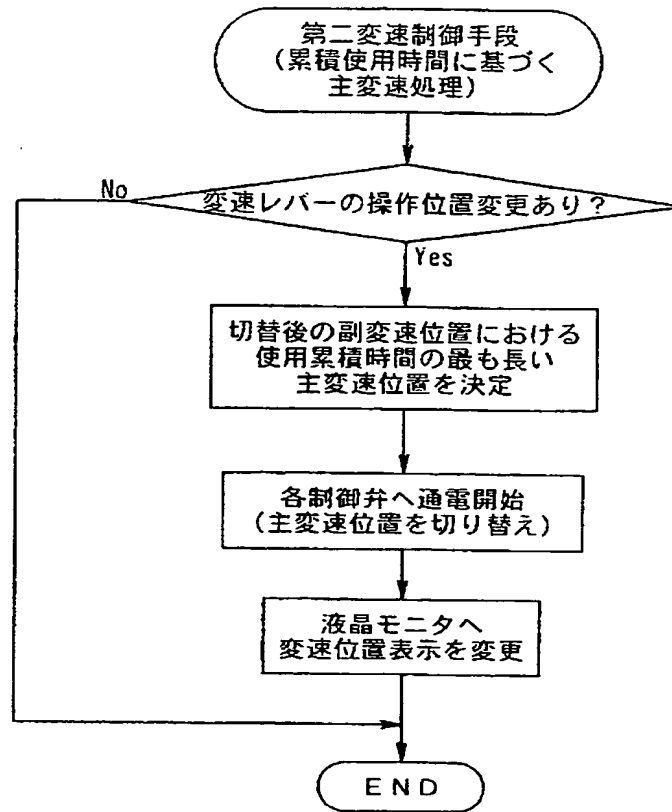 第二変速制御手段
(累積使用時間に基づく
主変速処理)
No
変速レバーの操作位置変更あり?
Yes
切替後の副変速位置における
使用累積時間の最も長い
主変速位置を決定
各制御弁へ通電開始
(主変速位置を切り替え)
液晶モニタへ
変速位置表示を変更
END